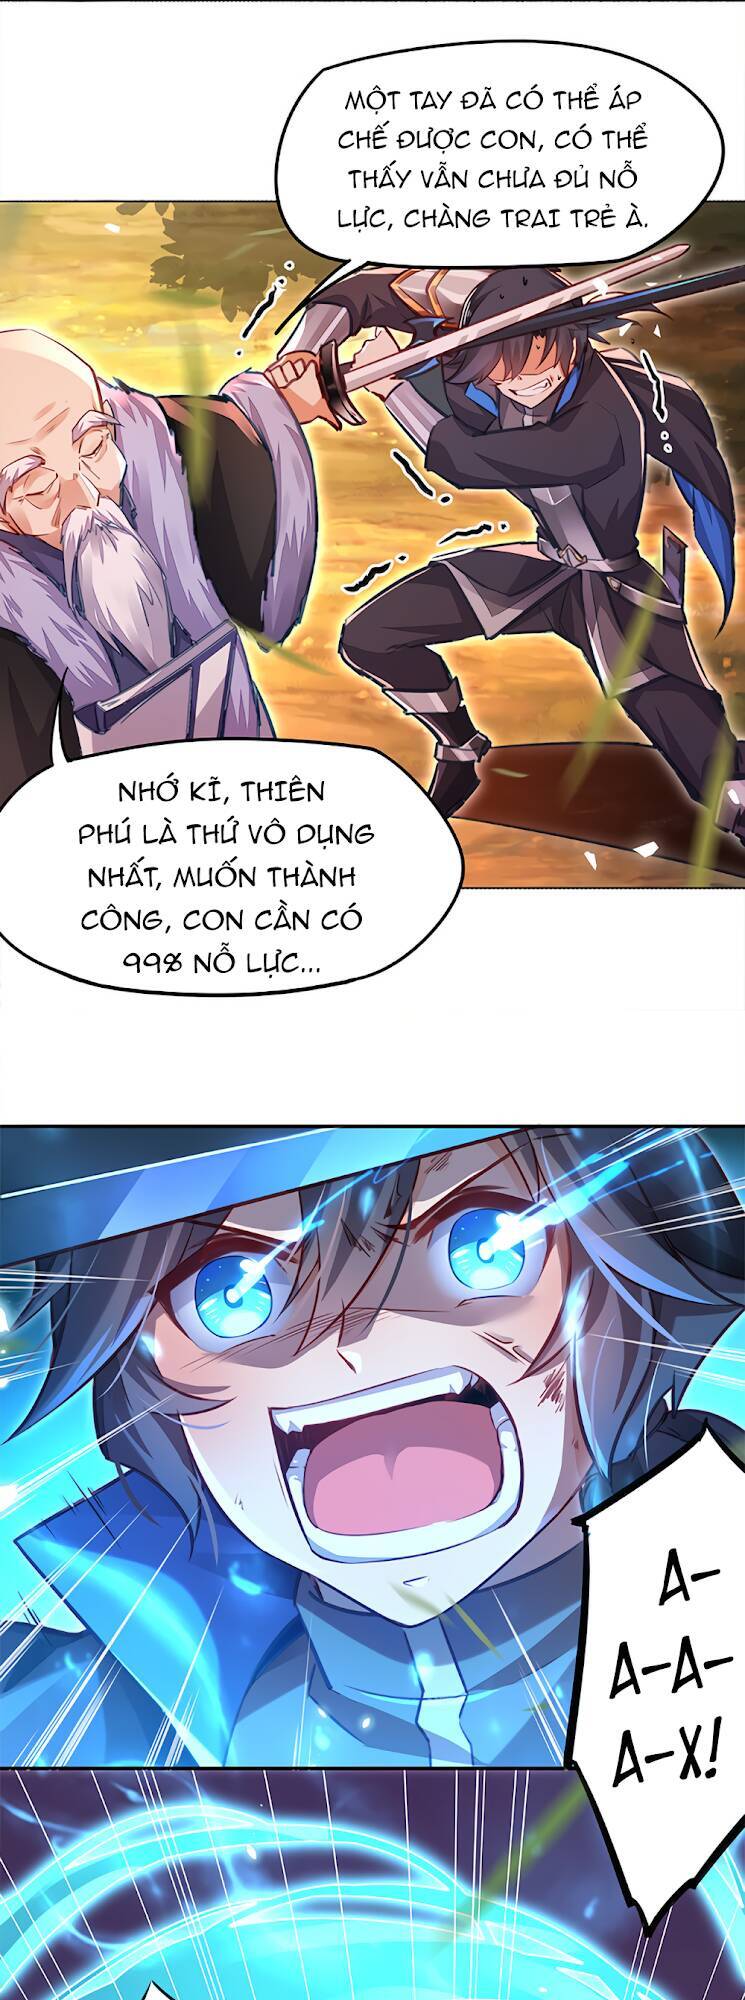 MỘT TAY ĐÃ CÓ THỂ ÁP
CHẾ ĐƯỢC CON, CÓ THỂ
THẤY VẪN CHƯA ĐỦ NỖ
LỰC, CHÀNG TRAI TRẺ À.
NHỚ KĨ, THIÊN
PHÚ LÀ THỨ VÔ DỤNG
NHẤT, MUỐN THÀNH
CÔNG, CON CẦN CÓ
99% NỖ LỰC...
A-
A-A-
A-X!